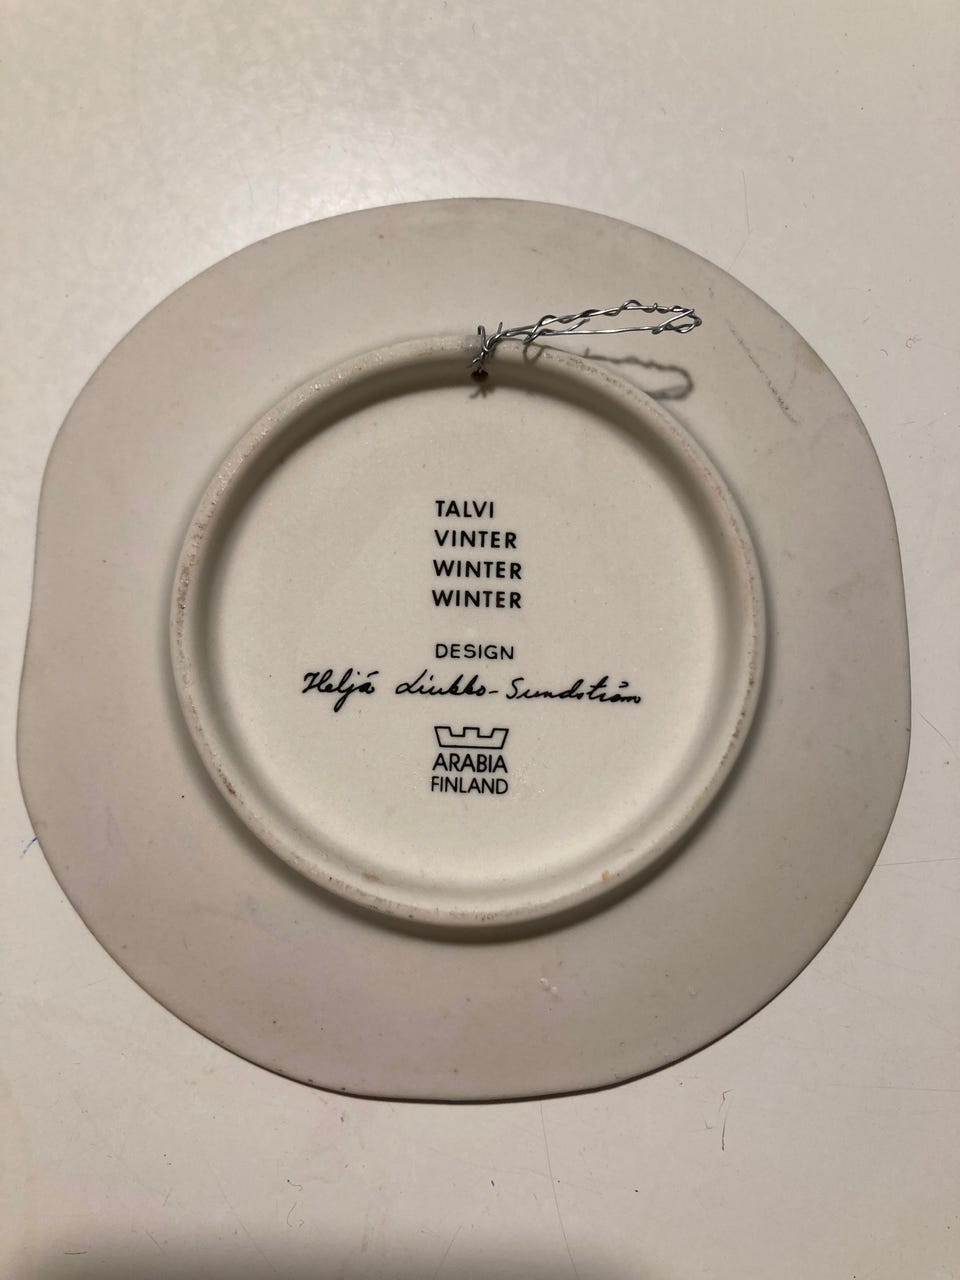 TALVI
VINTER
WINTER
WINTER
DESIGN
Heljä Liukko-Sundström
ARABIA
FINLAND